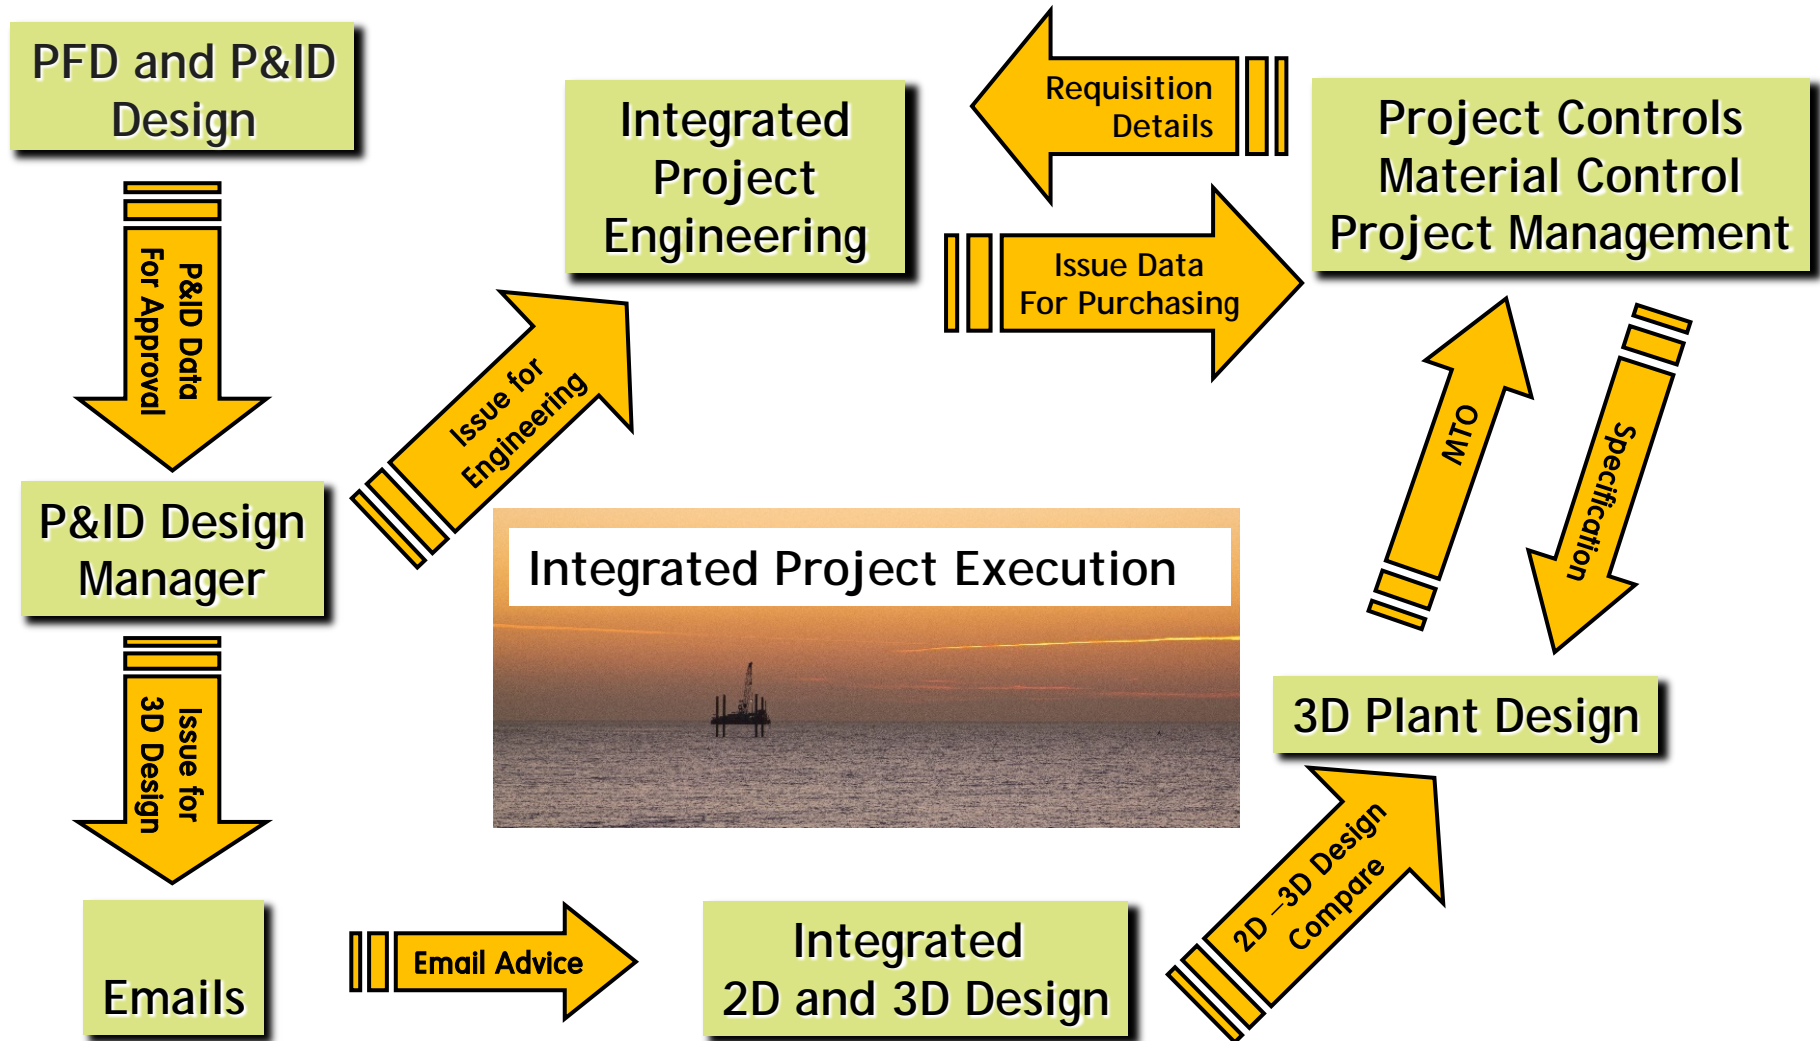 PFD and P&ID
Design
Integrated
Project
Engineering
Requisition
Details
Project Controls
Material Control
Project Management
Issue Data
For Purchasing
P&ID Data
For Approval
Issue for
Engineering
MTO
Specification
P&ID Design
Manager
Integrated Project Execution
Issue for
3D Design
3D Plant Design
2D –3D Design
Compare
Emails
Email Advice
Integrated
2D and 3D Design